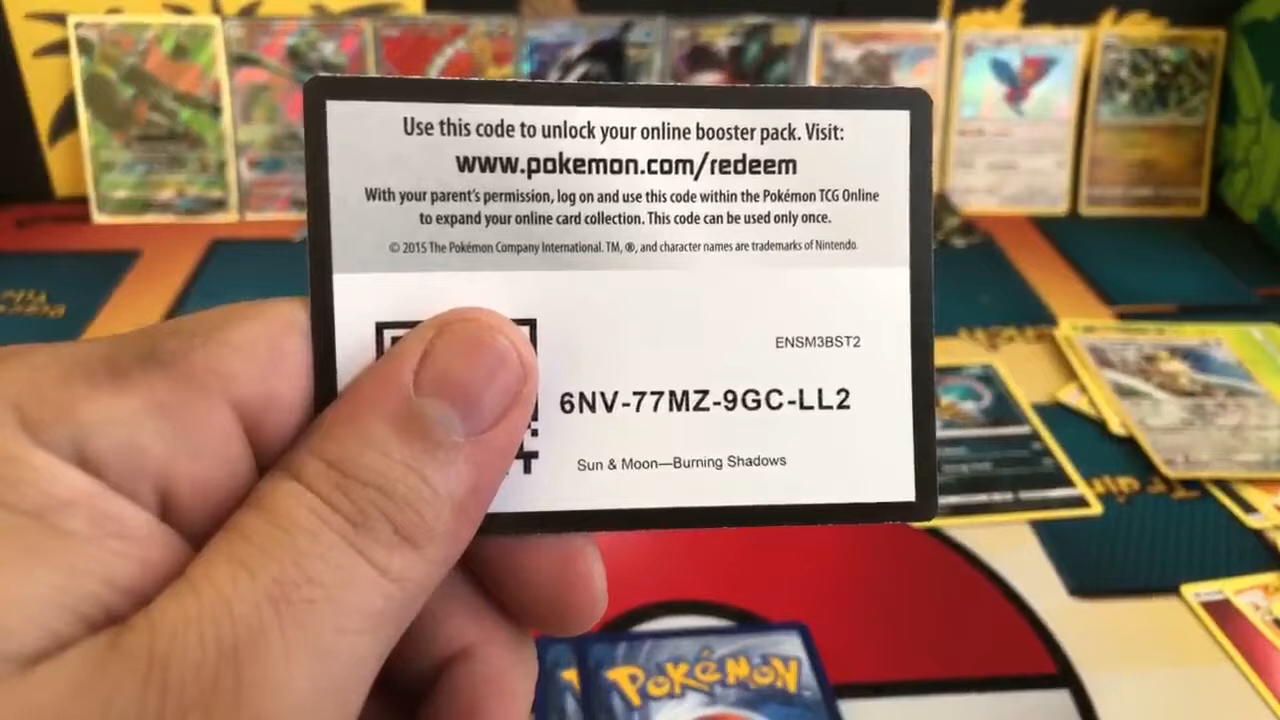 Use this code to unlock your online booster pack. Visit:
www.pokemon.com/redeem
With your parent's permission, log on and use this code within the Pokémon TCG Online
to expand your online card collection. This code can be used only once.
© 2015 The Pokémon Company International. TM, ®, and character names are trademarks of Nintendo.
ENSM3BST2
6NV-77MZ-9GC-LL2
Sun & Moon—Burning Shadows
POKéMON